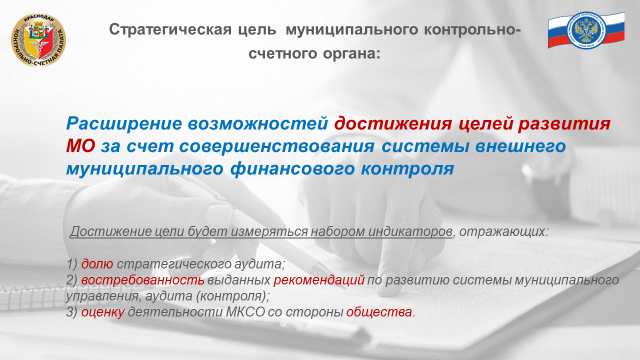 КРАСНОДАР
КОНТРОЛЬНО-СЧЕТНАЯ ПАЛАТА
Стратегическая цель муниципального контрольно-
счетного органа:
Расширение возможностей достижения целей развития
МО за счет совершенствования системы внешнего
муниципального финансового контроля
Достижение цели будет измеряться набором индикаторов, отражающих:
1) долю стратегического аудита;
2) востребованность выданных рекомендаций по развитию системы муниципального
управления, аудита (контроля);
3) оценку деятельности МКСО со стороны общества.